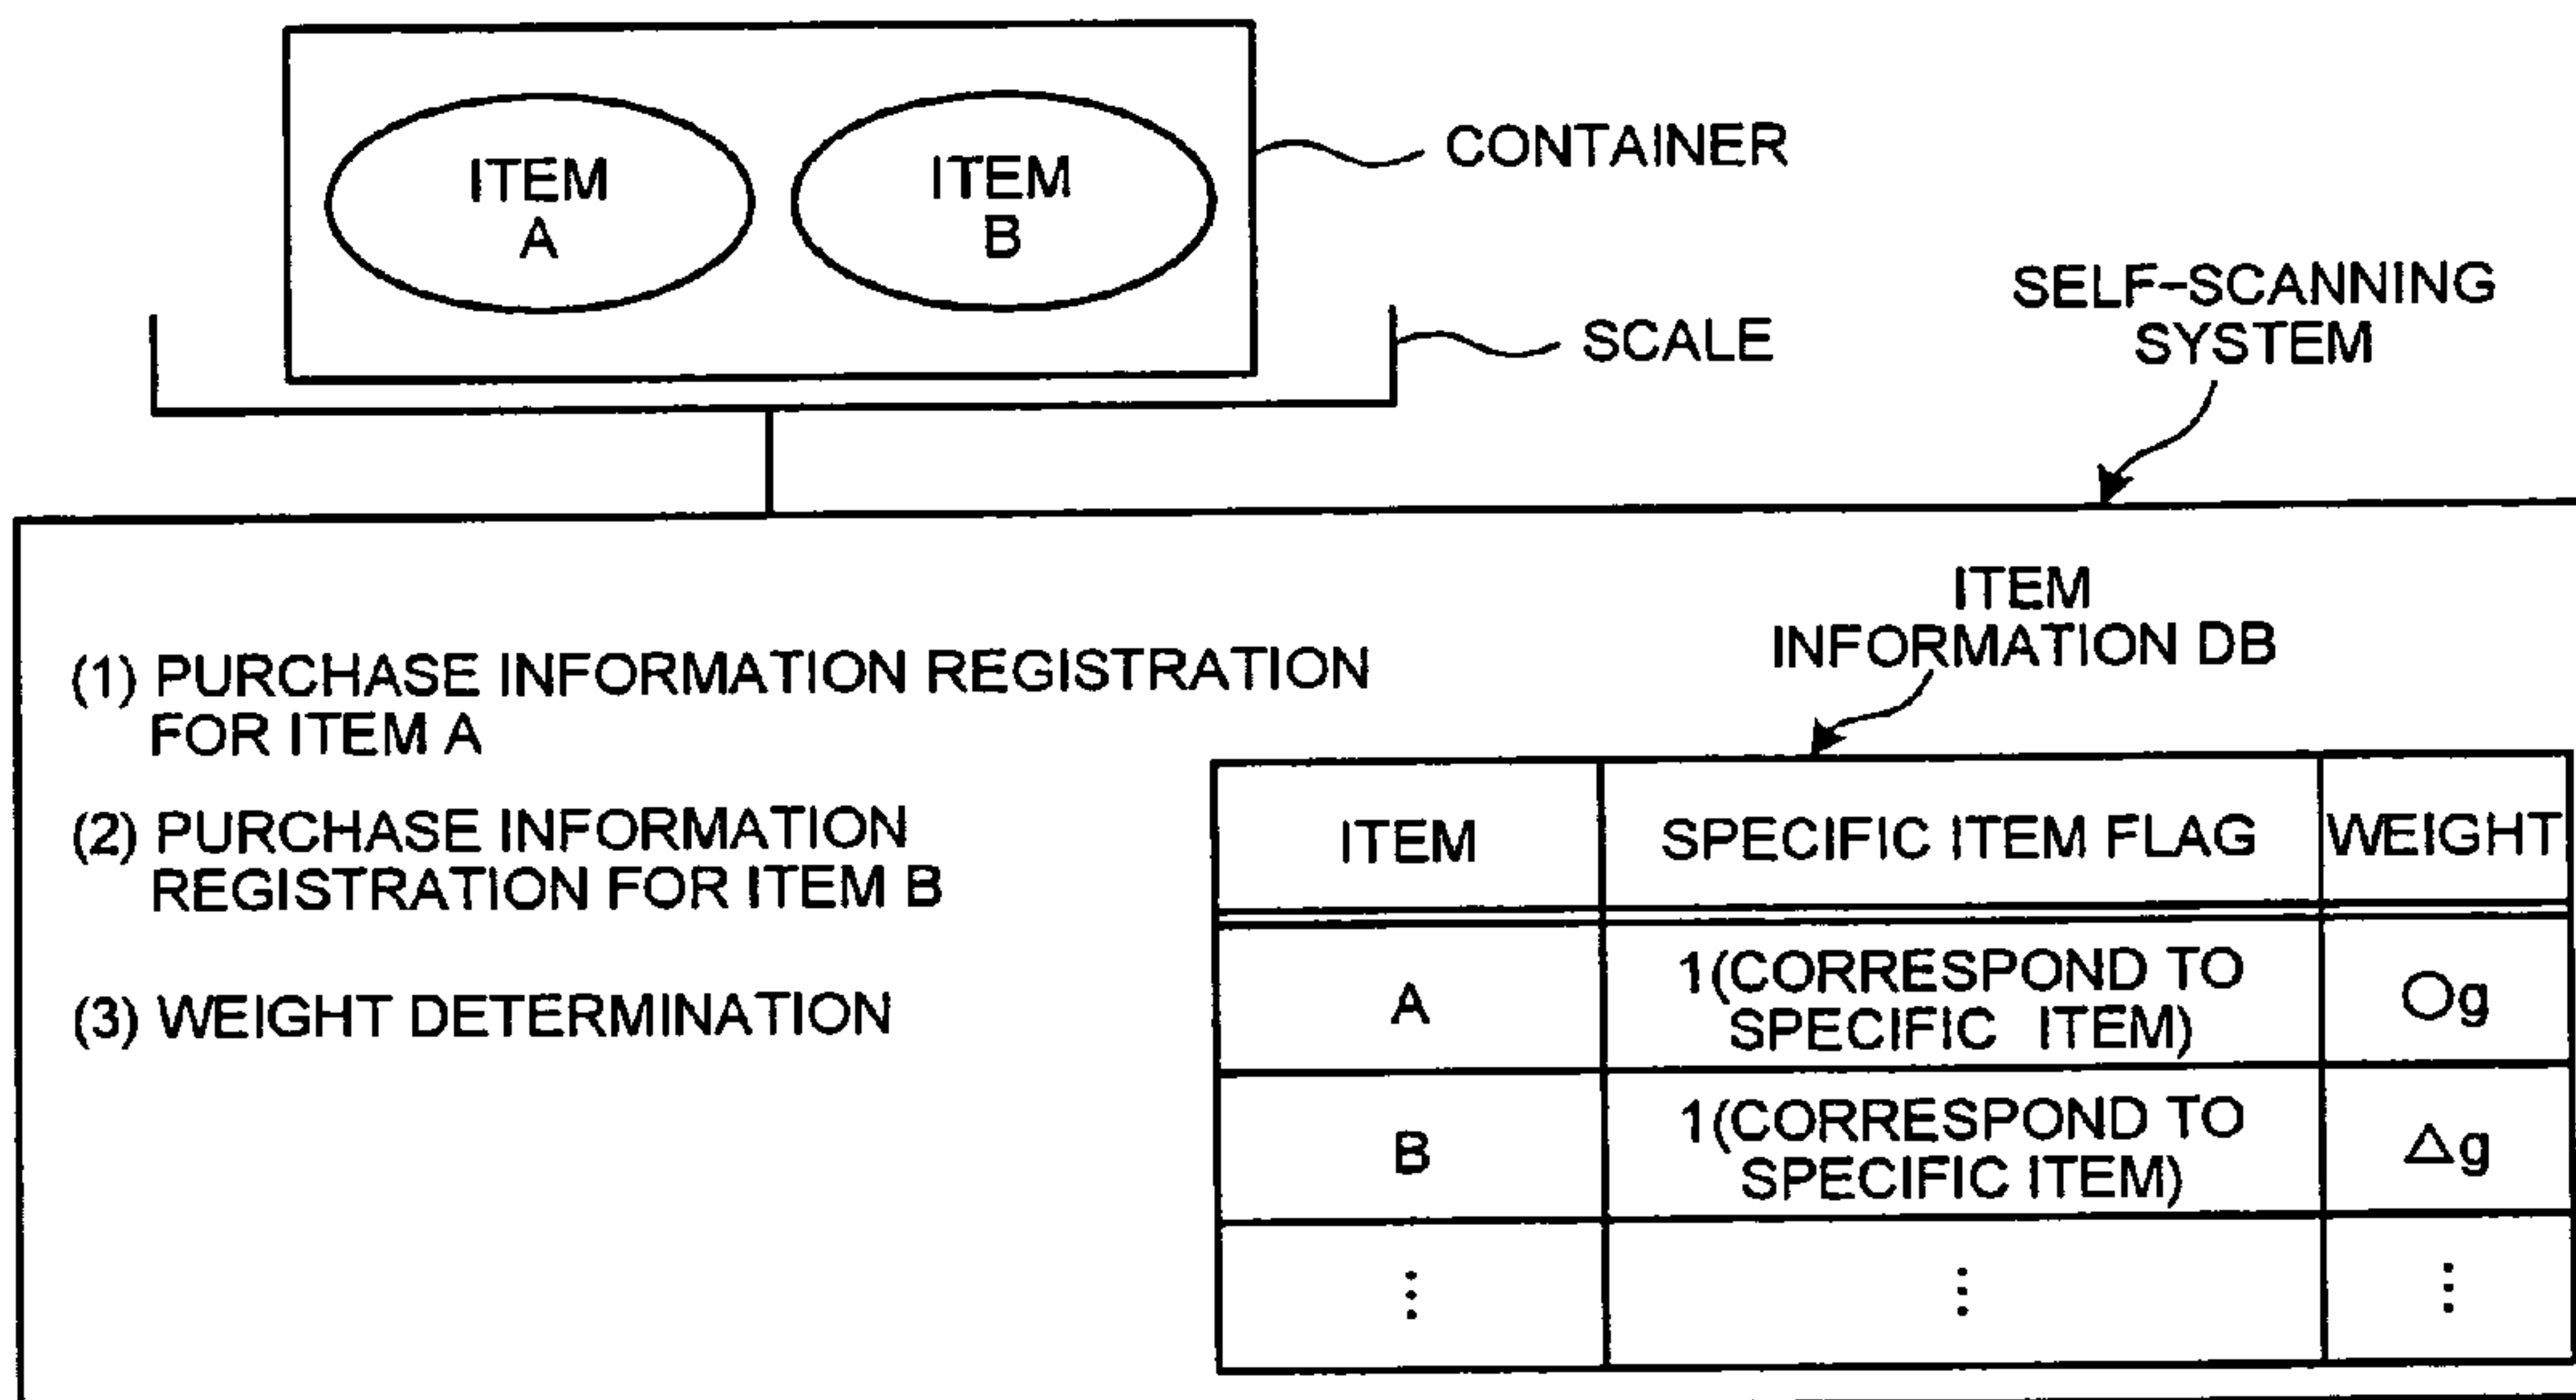 ITEM
A
ITEM
B
CONTAINER
SCALE
SELF-SCANNING
SYSTEM
(1) PURCHASE INFORMATION REGISTRATION
FOR ITEM A
(2) PURCHASE INFORMATION
REGISTRATION FOR ITEM B
(3) WEIGHT DETERMINATION
ITEM
INFORMATION DB
ITEM SPECIFIC ITEM FLAG WEIGHT
A 1(CORRESPOND TO SPECIFIC ITEM) ○g
B 1(CORRESPOND TO SPECIFIC ITEM) △g
⋮ ⋮ ⋮